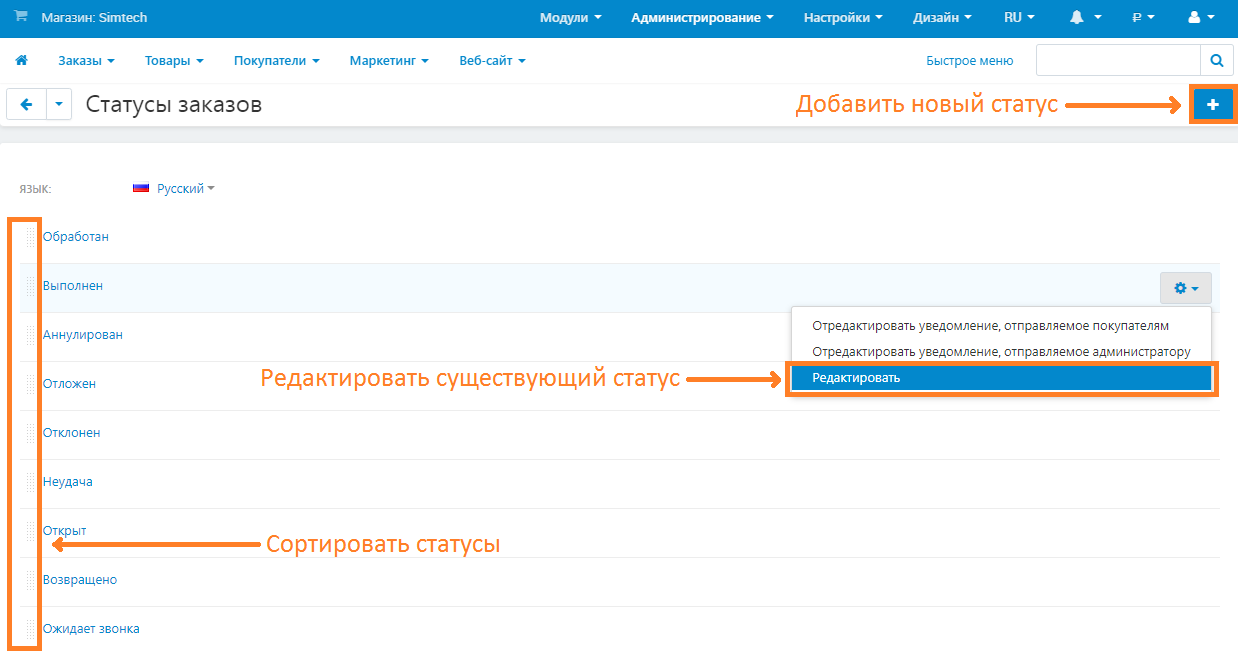 Магазин: Simtech Модули Администрирование Настройки Дизайн RU ₽
Заказы Товары Покупатели Маркетинг Веб-сайт Быстрое меню
Статусы заказов Добавить новый статус
ЯЗЫК: Русский
Обработан
Выполнен
Отредактировать уведомление, отправляемое покупателям
Аннулирован
Отредактировать уведомление, отправляемое администратору
Редактировать существующий статус Редактировать
Отложен
Отклонен
Неудача
Открыт
Сортировать статусы
Возвращено
Ожидает звонка